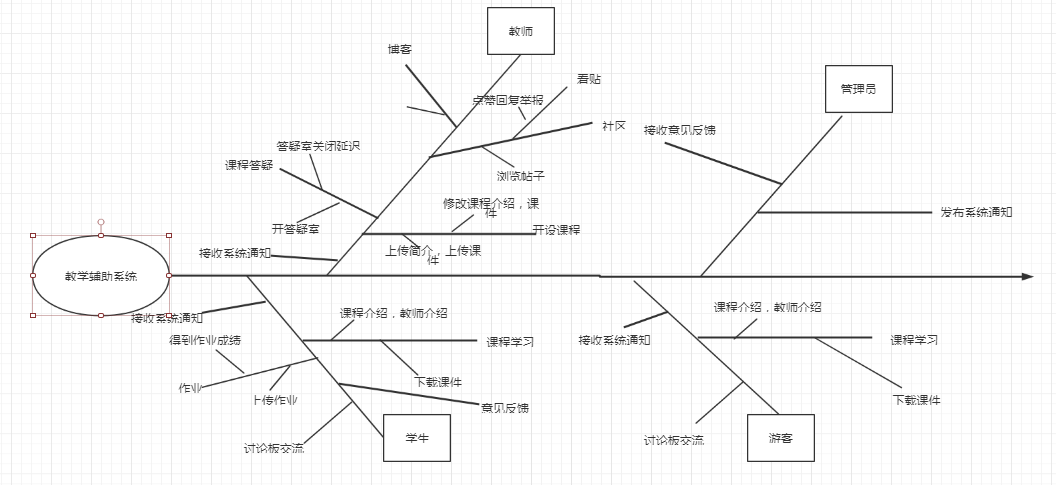 教师
博客
看贴
点赞回复举报
管理员
社区
接收意见反馈
答疑室关闭延迟
课程答疑
浏览帖子
修改课程介绍，课
件
发布系统通知
开答疑室
开设课程
接收系统通知
上传简介，上传课
件
教学辅助系统
接收系统通知
课程介绍，教师介绍
课程介绍，教师介绍
得到作业成绩
课程学习
接收系统通知
课程学习
作业
下载课件
上传作业
意见反馈
下载课件
学生
游客
讨论板交流
讨论板交流